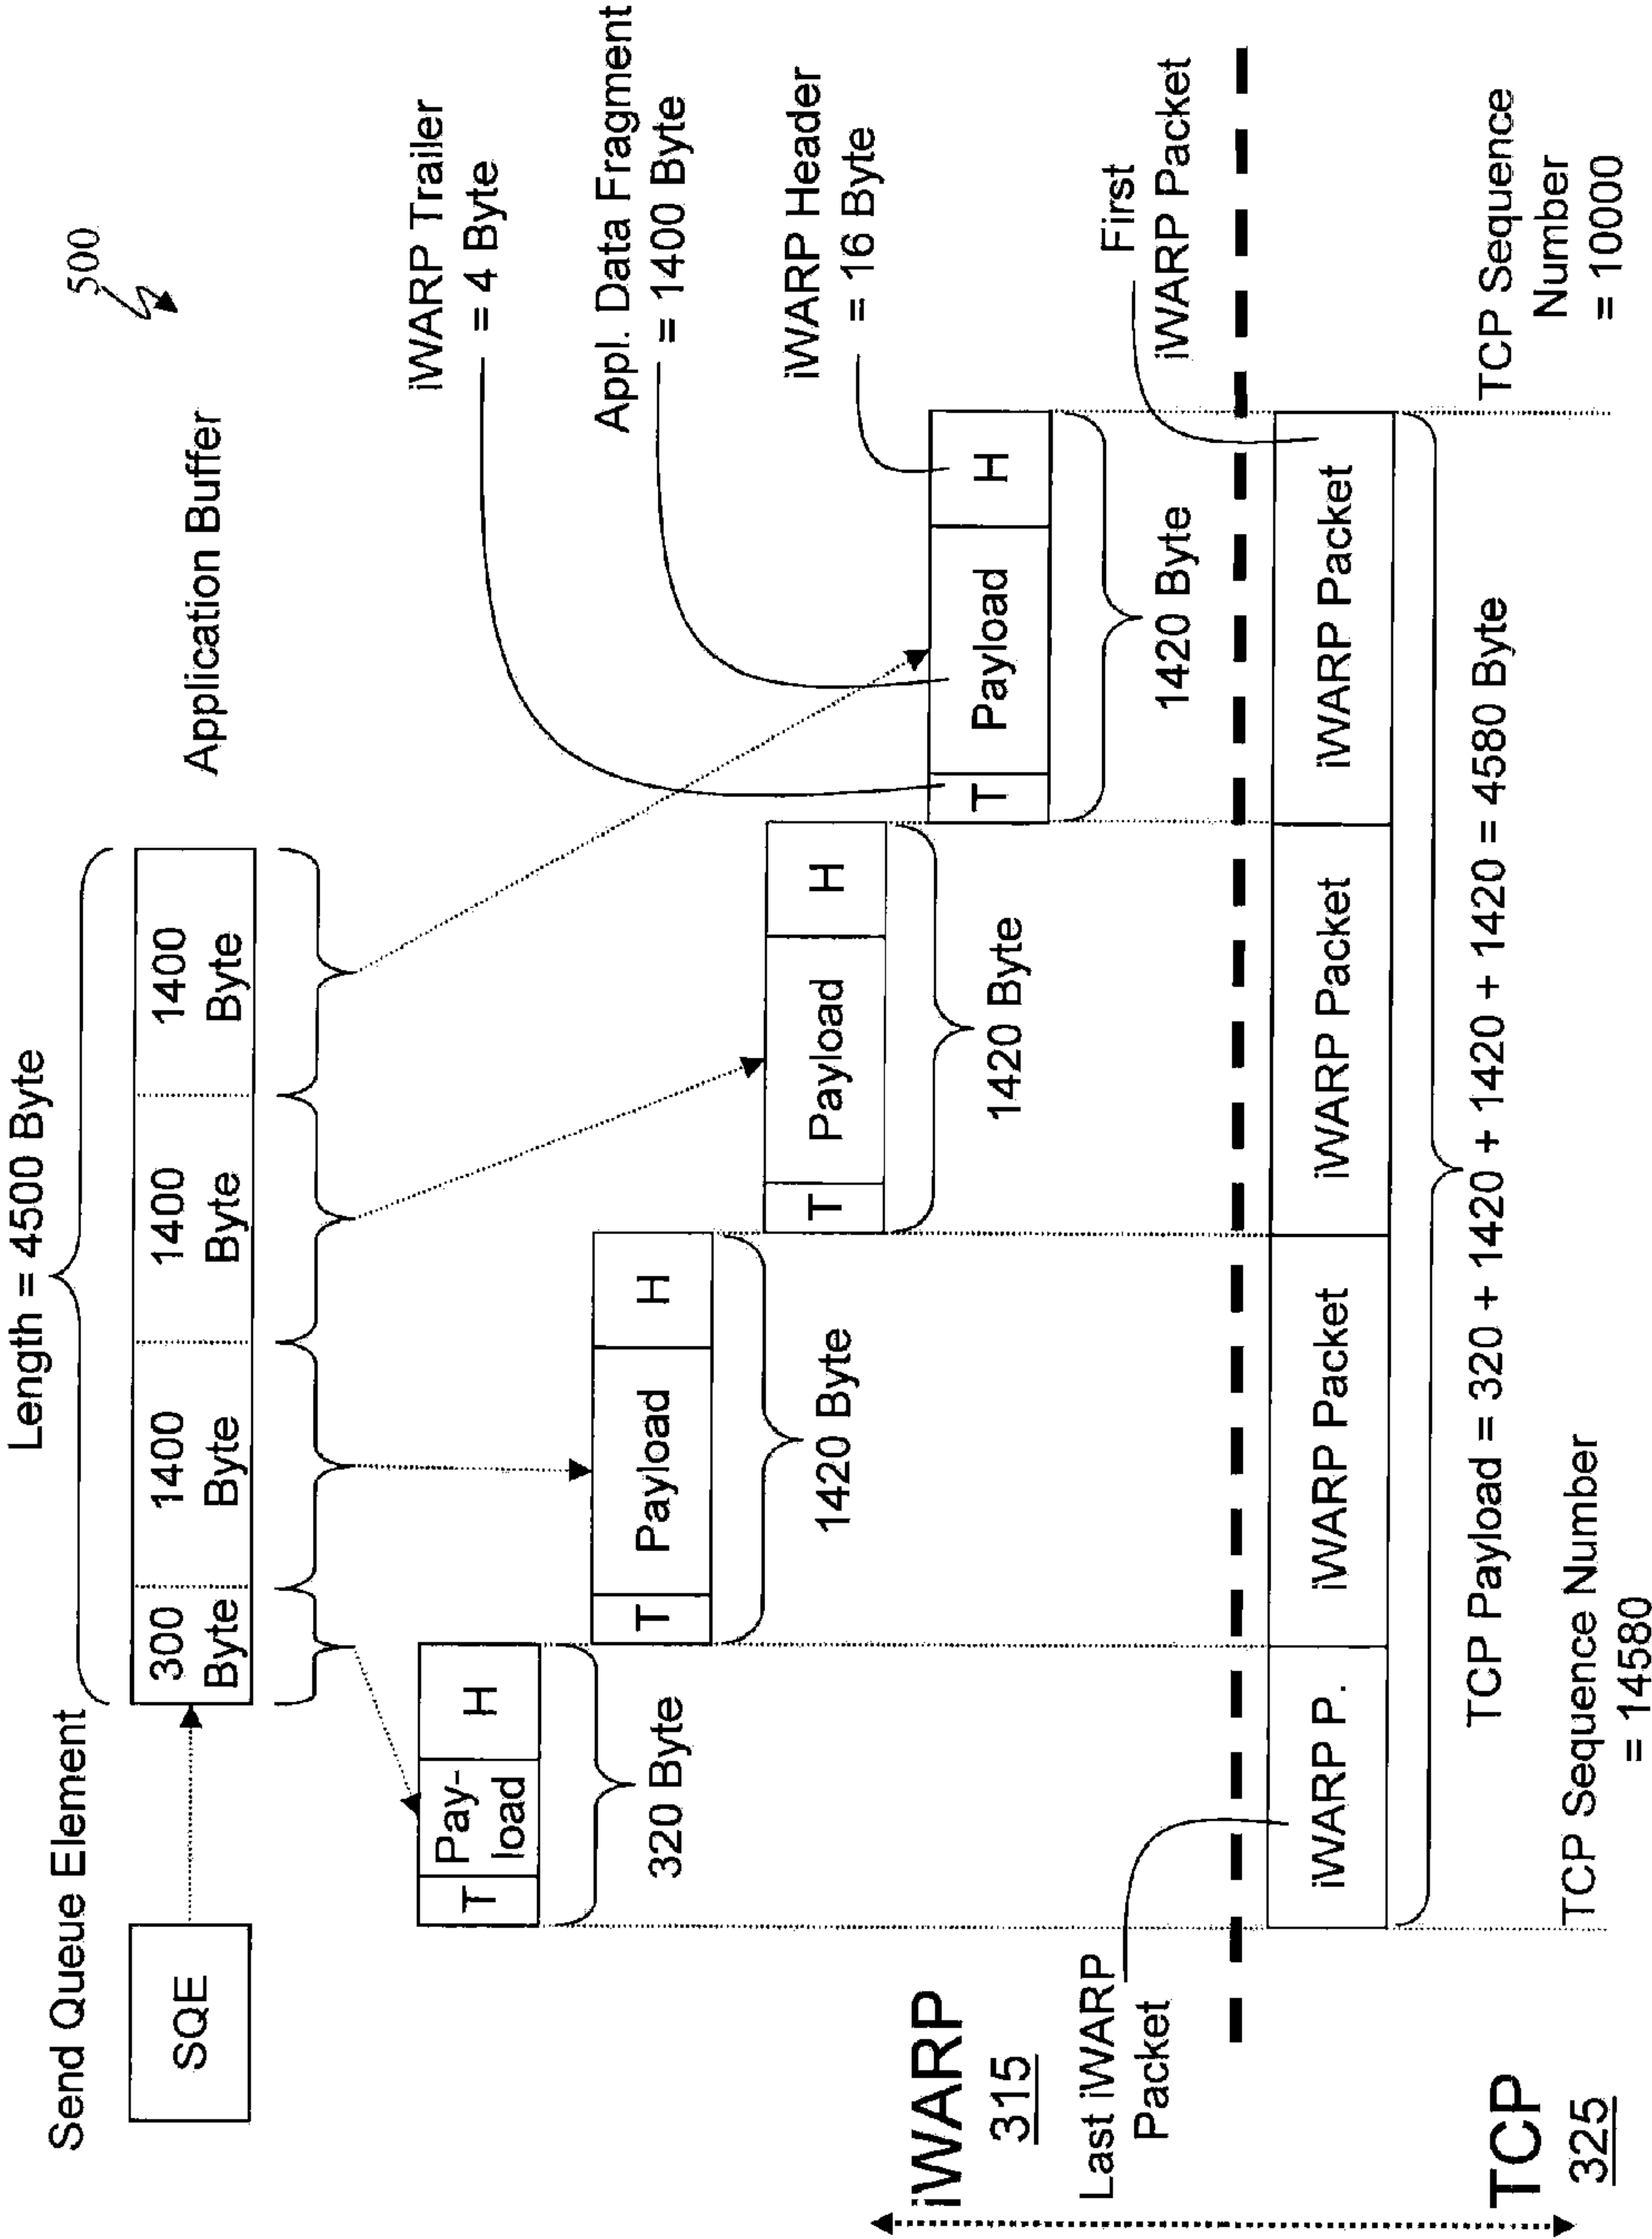 500
Length = 4500 Byte
Send Queue Element
Application Buffer
SQE
300
Byte
1400
Byte
1400
Byte
1400
Byte
iWARP Trailer
= 4 Byte
Appl. Data Fragment
= 1400 Byte
iWARP Header
= 16 Byte
T
Pay-
load
H
320 Byte
T
Payload
H
1420 Byte
T
Payload
H
1420 Byte
T
Payload
H
1420 Byte
First
iWARP Packet
iWARP
315
Last iWARP
Packet
iWARP P.
iWARP Packet
iWARP Packet
iWARP Packet
TCP
325
TCP Payload = 320 + 1420 + 1420 + 1420 = 4580 Byte
TCP Sequence Number
= 14580
TCP Sequence
Number
= 10000